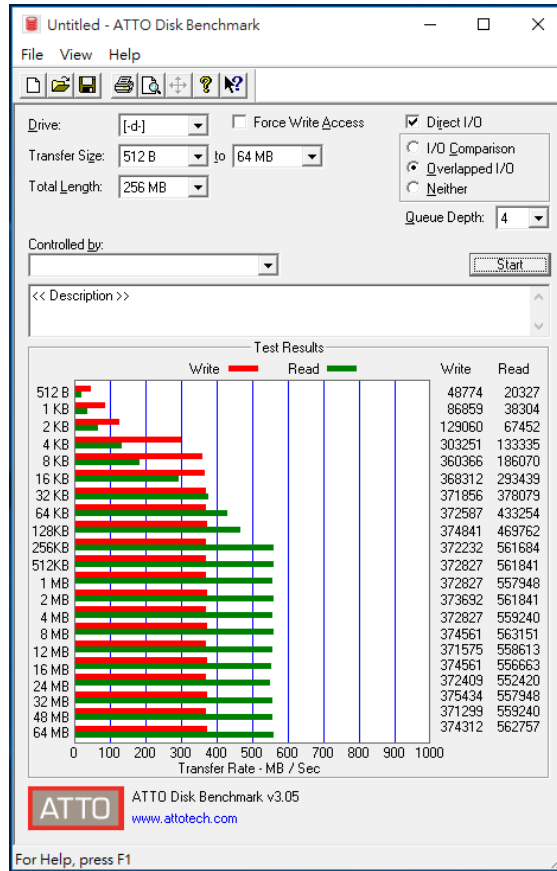 Untitled - ATTO Disk Benchmark
File View Help
Drive: [-d-] Force Write Access Direct I/O
Transfer Size: 512 B to 64 MB I/O Comparison
Overlapped I/O
Total Length: 256 MB Neither
Queue Depth: 4
Controlled by:
Start
<< Description >>
Test Results
Write Read Write Read
512 B 48774 20327
1 KB 86859 38304
2 KB 129060 67452
4 KB 303251 133335
8 KB 360366 186070
16 KB 368312 293439
32 KB 371856 378079
64 KB 372587 433254
128KB 374841 469762
256KB 372232 561684
512KB 372827 561841
1 MB 372827 557948
2 MB 373692 561841
4 MB 372827 559240
8 MB 374561 563151
12 MB 371575 558613
16 MB 374561 556663
24 MB 372409 552420
32 MB 375434 557948
48 MB 371299 559240
64 MB 374312 562757
0 100 200 300 400 500 600 700 800 900 1000
Transfer Rate - MB / Sec
ATTO ATTO Disk Benchmark v3.05
www.attotech.com
For Help, press F1